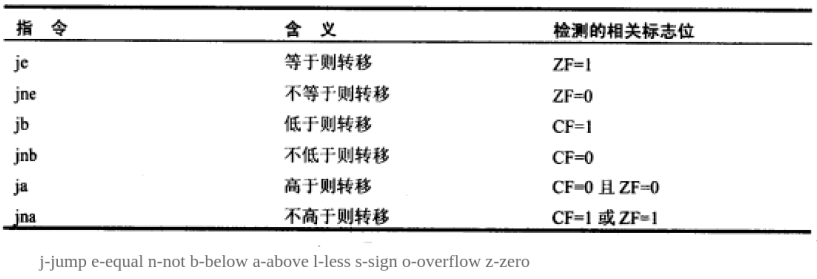 指 令 含 义 检测的相关标志位
je 等于则转移 ZF=1
jne 不等于则转移 ZF=0
jb 低于则转移 CF=1
jnb 不低于则转移 CF=0
ja 高于则转移 CF=0 且 ZF=0
jna 不高于则转移 CF=1 或 ZF=1
j-jump e-equal n-not b-below a-above l-less s-sign o-overflow z-zero